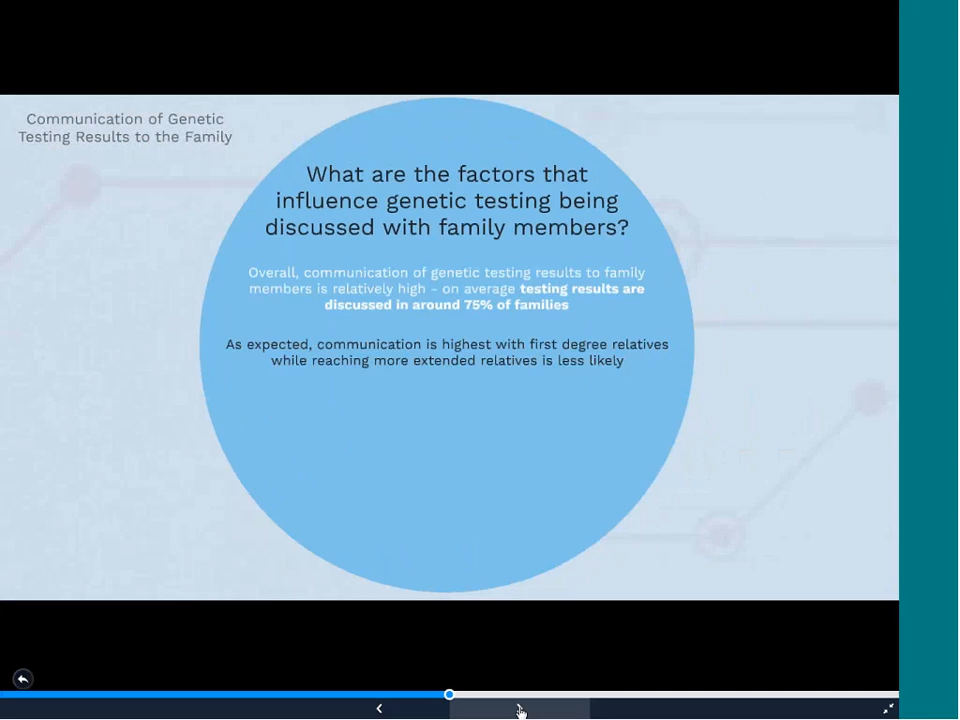 Communication of Genetic
Testing Results to the Family
What are the factors that
influence genetic testing being
discussed with family members?
Overall, communication of genetic testing results to family
members is relatively high - on average testing results are
discussed in around 75% of families
As expected, communication is highest with first degree relatives
while reaching more extended relatives is less likely